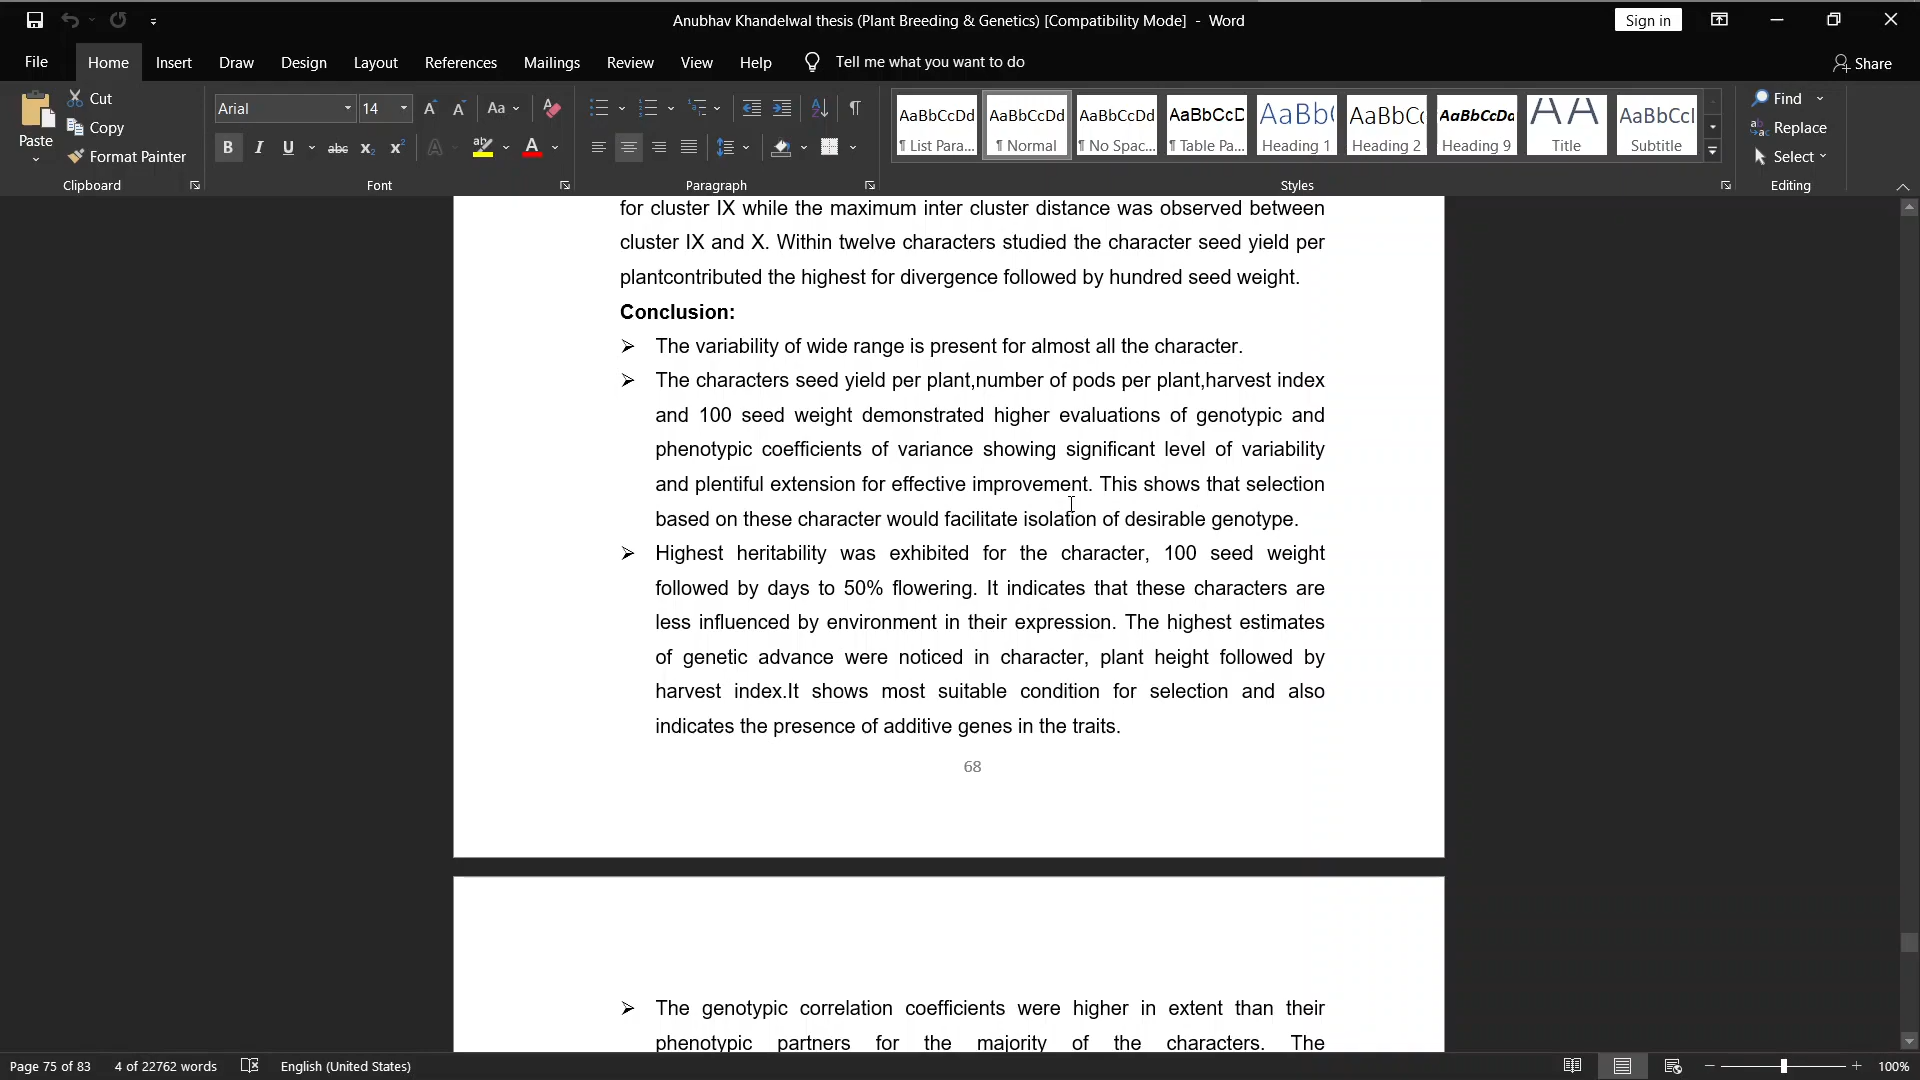 Anubhav Khandelwal thesis (Plant Breeding & Genetics) [Compatibility Mode] - Word
Sign in
File Home Insert Draw Design Layout References Mailings Review View Help Tell me what you want to do Share
Paste
Cut
Copy
Format Painter
Clipboard
Arial 14
Font
Paragraph
AaBbCcDd AaBbCcDd AaBbCcDd AaBbCcD AaBb( AaBbCc AaBbCcDc AA AaBbCcl
¶ List Para... ¶ Normal ¶ No Spac... ¶ Table Pa... Heading 1 Heading 2 Heading 9 Title Subtitle
Styles
Find
Replace
Select
Editing
for cluster IX while the maximum inter cluster distance was observed between
cluster IX and X. Within twelve characters studied the character seed yield per
plantcontributed the highest for divergence followed by hundred seed weight.
Conclusion:
➢ The variability of wide range is present for almost all the character.
➢ The characters seed yield per plant,number of pods per plant,harvest index
and 100 seed weight demonstrated higher evaluations of genotypic and
phenotypic coefficients of variance showing significant level of variability
and plentiful extension for effective improvement. This shows that selection
based on these character would facilitate isolation of desirable genotype.
➢ Highest heritability was exhibited for the character, 100 seed weight
followed by days to 50% flowering. It indicates that these characters are
less influenced by environment in their expression. The highest estimates
of genetic advance were noticed in character, plant height followed by
harvest index.It shows most suitable condition for selection and also
indicates the presence of additive genes in the traits.
68
➢ The genotypic correlation coefficients were higher in extent than their
phenotypic partners for the majority of the characters. The
Page 75 of 83 4 of 22762 words English (United States) 100%